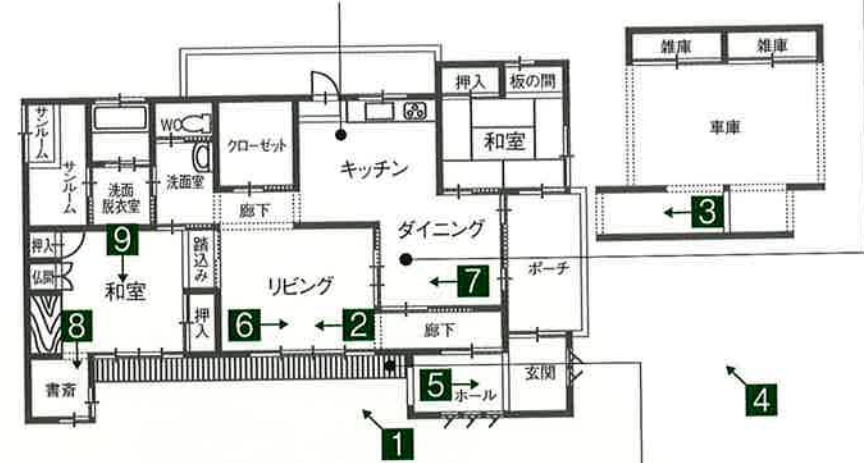 雑庫
雑庫
車庫
3
押入
板の間
和室
サンルーム
サンルーム
WC
クローゼット
キッチン
洗面室
洗面
脱衣室
廊下
ダイニング
押入
9
踏込み
仏間
和室
リビング
7
ポーチ
押入
6
2
廊下
8
書斎
5
ホール
玄関
4
1